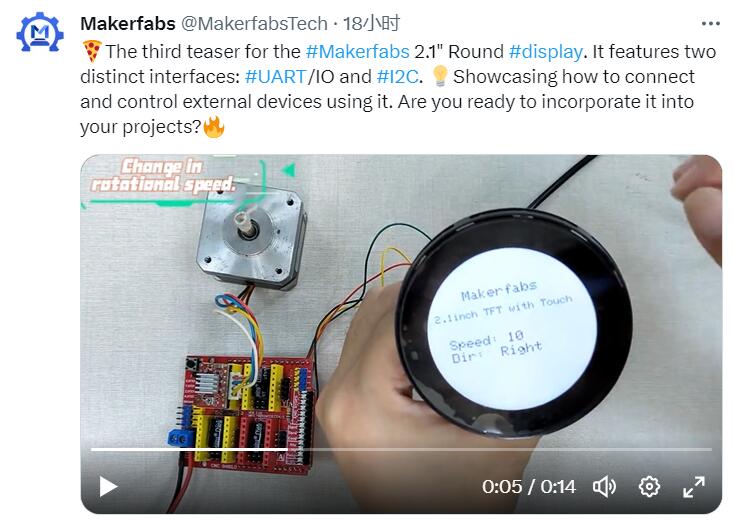 Makerfabs @MakerfabsTech · 18小时
🍕The third teaser for the #Makerfabs 2.1" Round #display. It features two
distinct interfaces: #UART/IO and #I2C. 💡Showcasing how to connect
and control external devices using it. Are you ready to incorporate it into
your projects?🔥
Change in
rotational speed.
Makerfabs
2.1inch TFT with Touch
Speed: 10
Dir: Right
CNC SHIELD
0:05 / 0:14